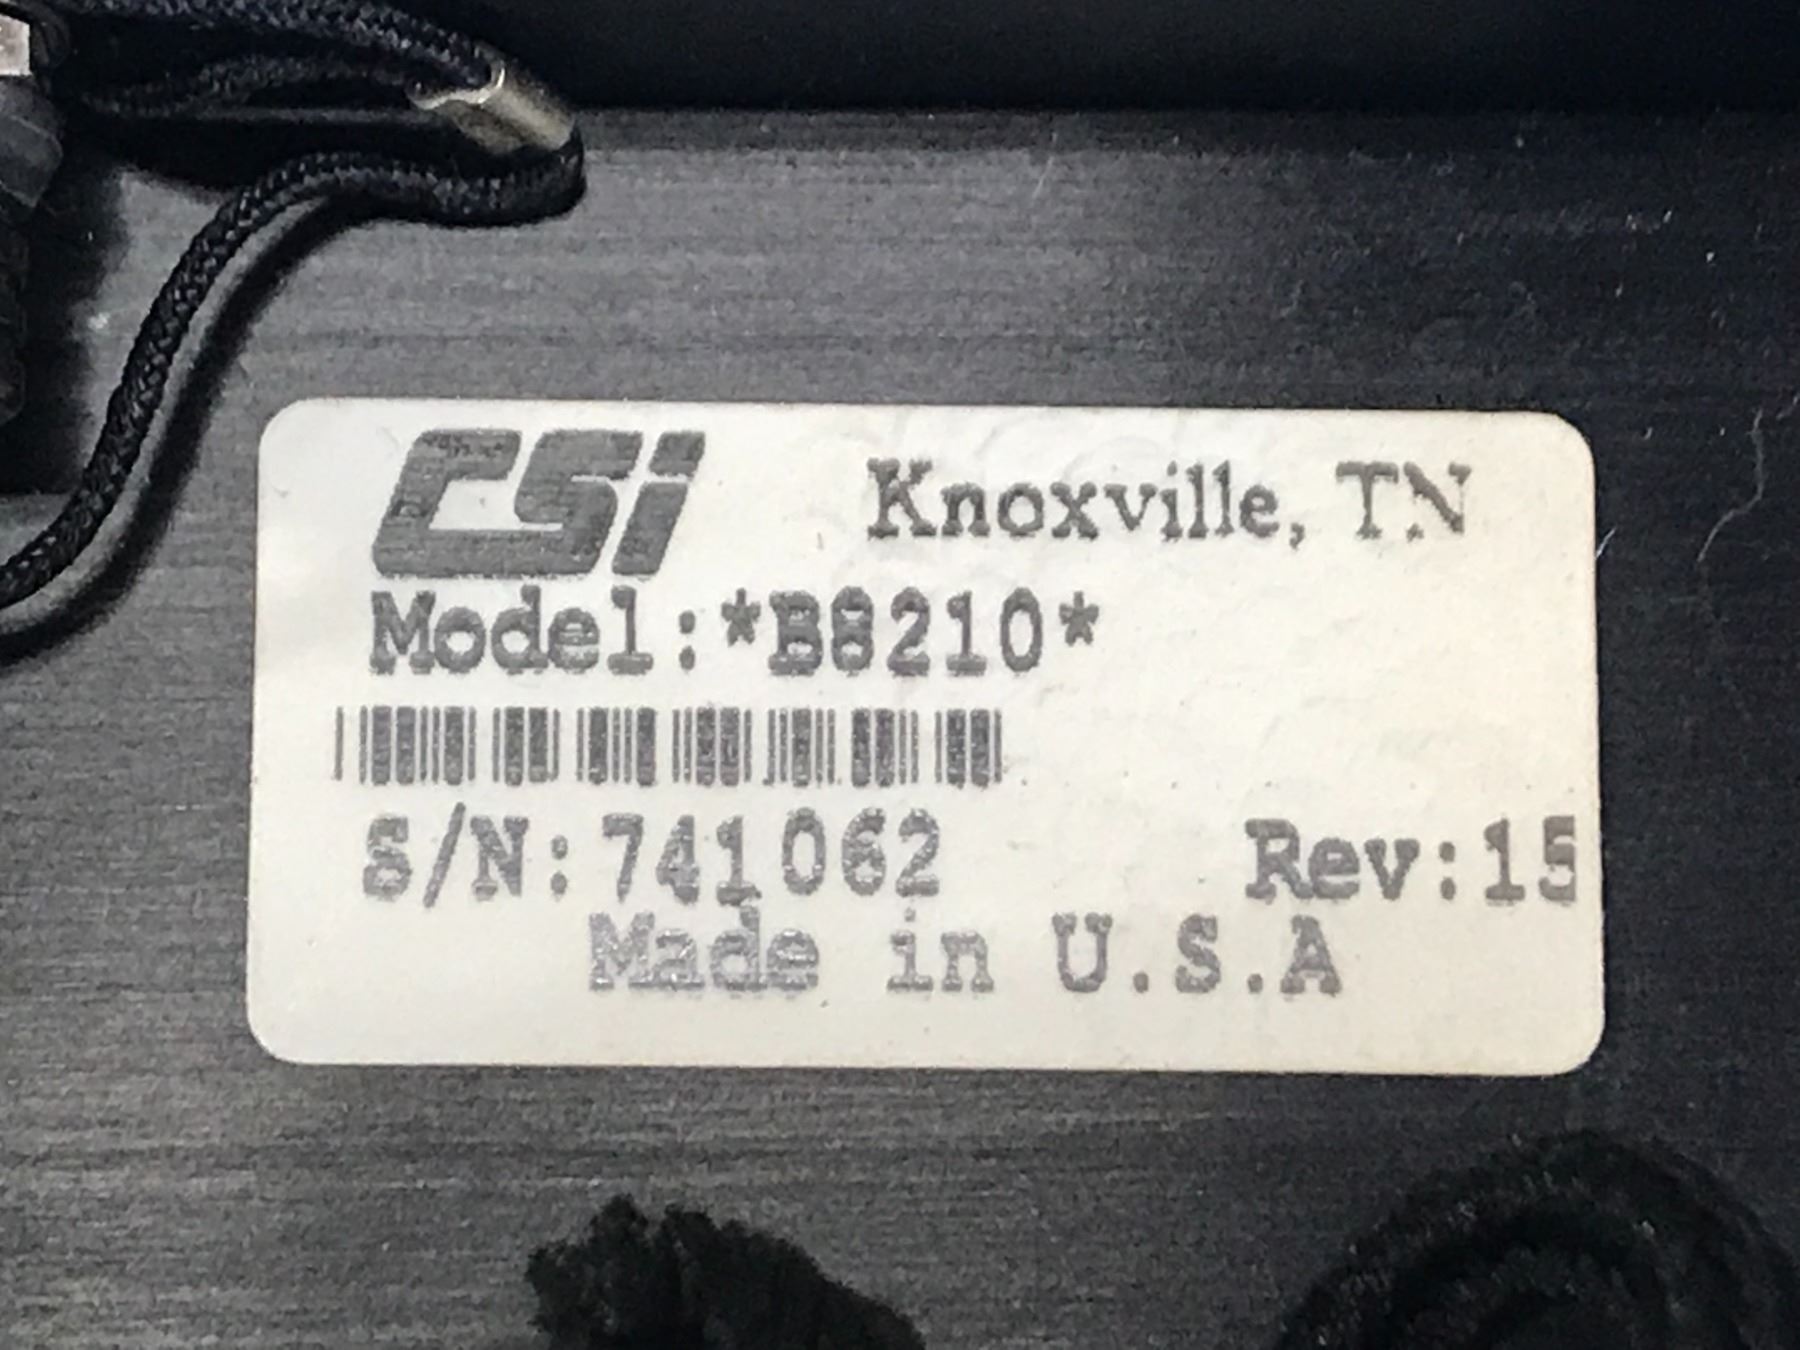 CSi Knoxville, TN
Model:*B8210*
S/N:741062 Rev:15
Made in U.S.A